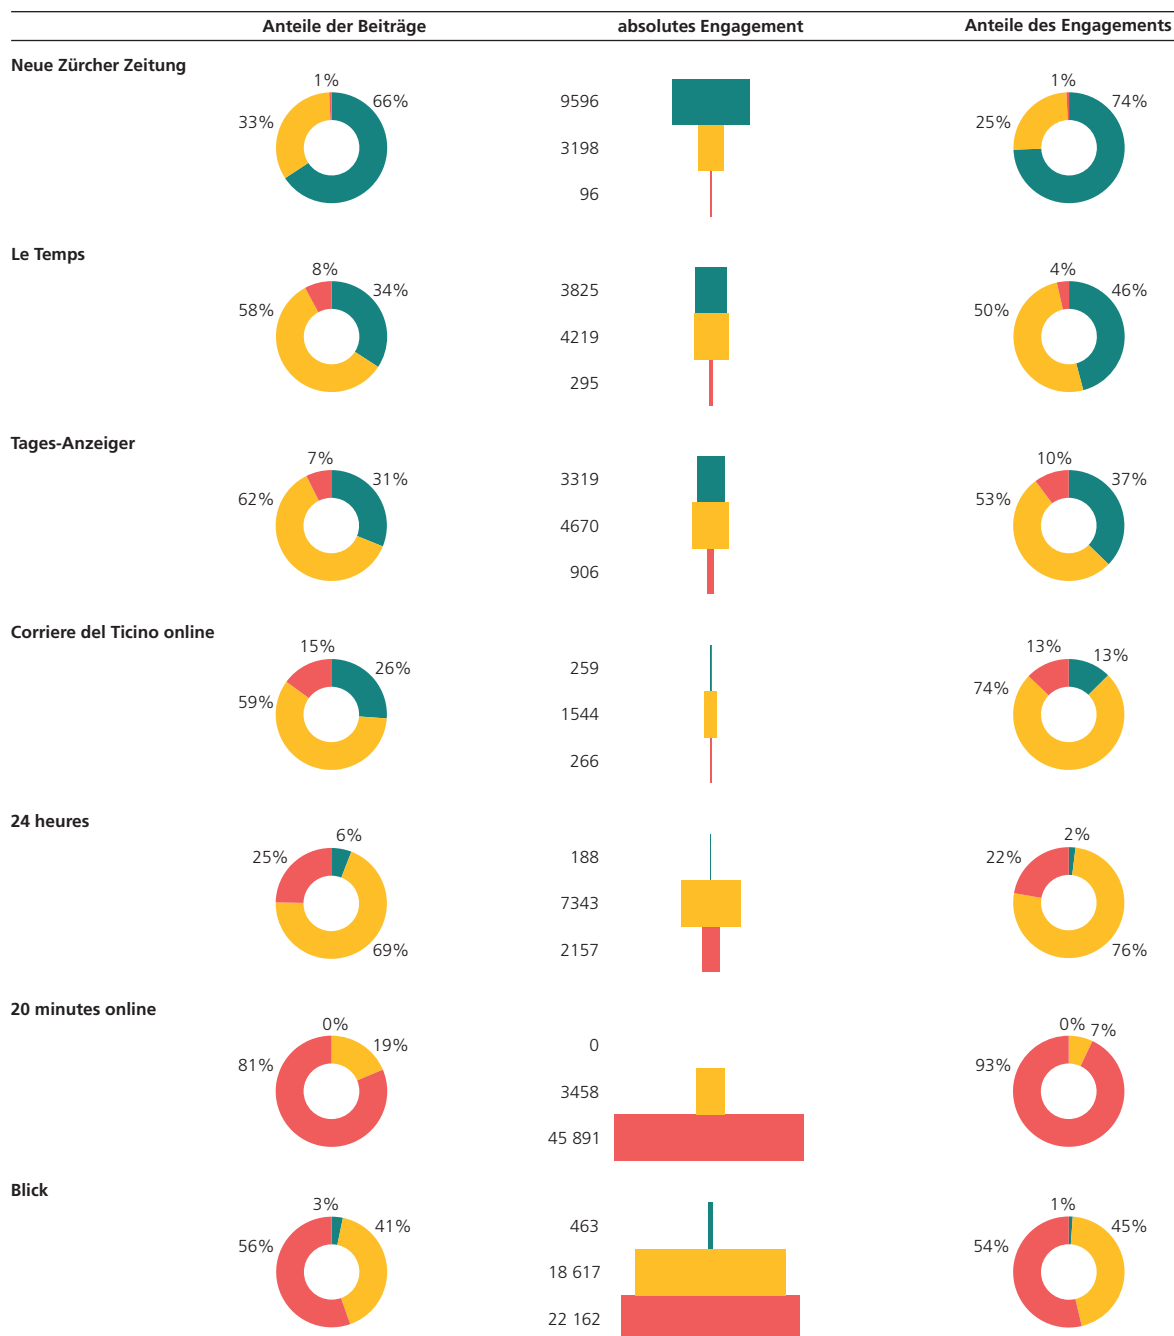 Anteile der Beiträge absolutes Engagement Anteile des Engagements
Neue Zürcher Zeitung
1% 66% 33%
9596
3198
96
1% 74% 25%
Le Temps
8% 34% 58%
3825
4219
295
4% 46% 50%
Tages-Anzeiger
7% 31% 62%
3319
4670
906
10% 37% 53%
Corriere del Ticino online
15% 26% 59%
259
1544
266
13% 13% 74%
24 heures
6% 25% 69%
188
7343
2157
2% 22% 76%
20 minutes online
0% 19% 81%
0
3458
45 891
0% 7% 93%
Blick
3% 41% 56%
463
18 617
22 162
1% 45% 54%